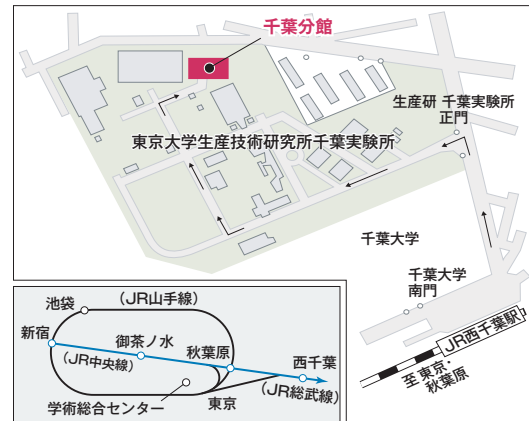 千葉分館
生産研 千葉実験所
正門
東京大学生産技術研究所千葉実験所
千葉大学
千葉大学
南門
JR西千葉駅
至 東京・
秋葉原
池袋
(JR山手線)
新宿
御茶ノ水
秋葉原
西千葉
(JR中央線)
(JR総武線)
学術総合センター
東京